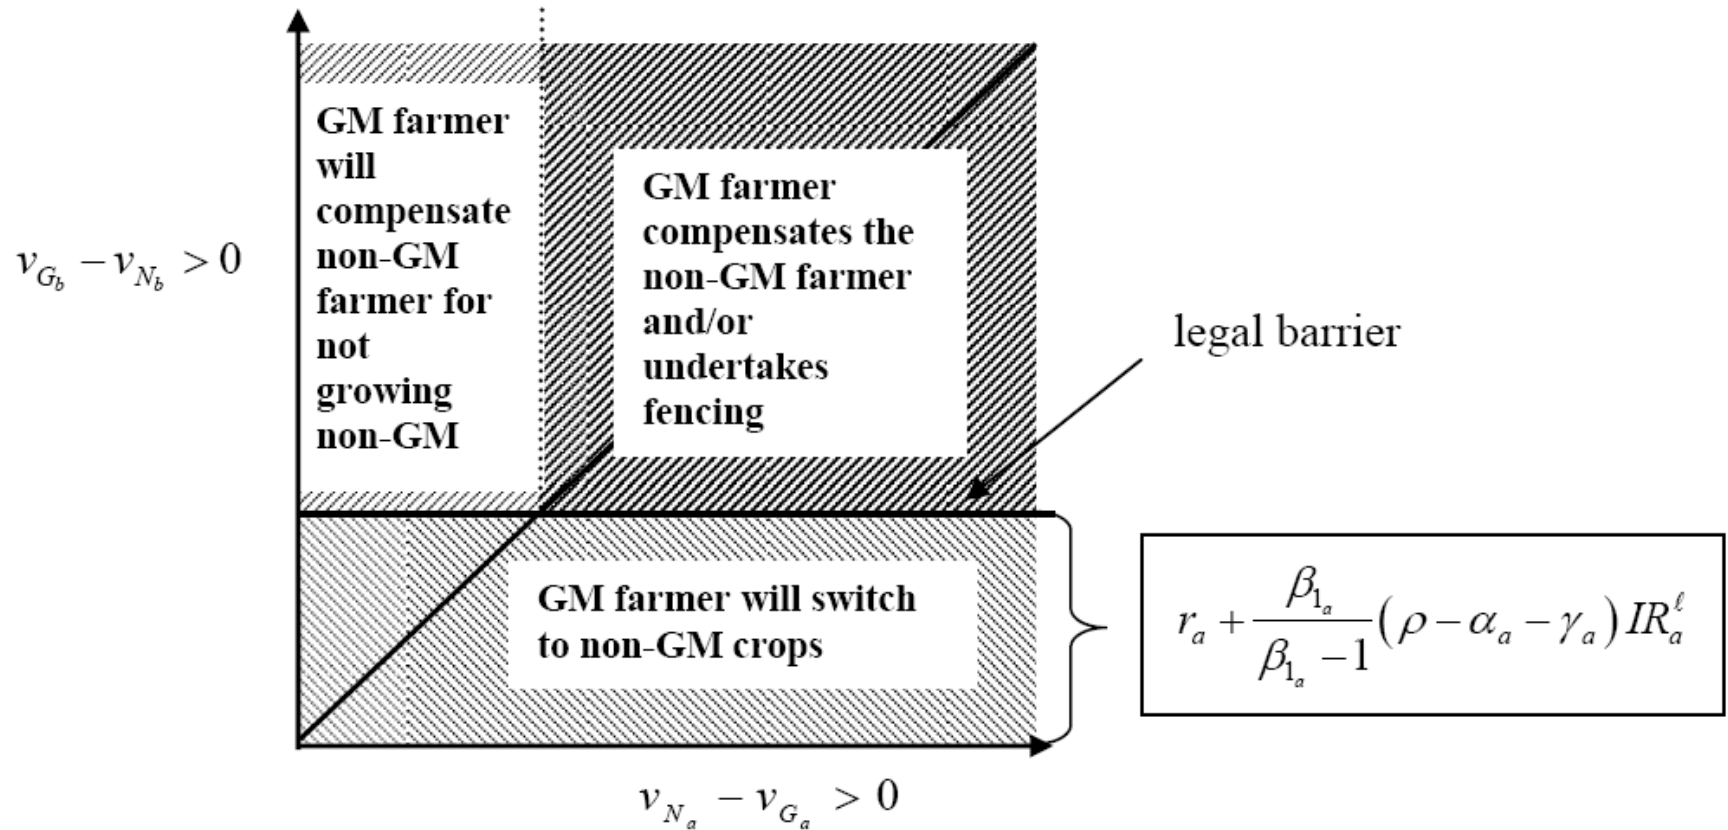 GM farmer
will
compensate
non-GM
farmer for
not
growing
non-GM
GM farmer
compensates the
non-GM farmer
and/or
undertakes
fencing
v_{G_b} − v_{N_b} > 0
legal barrier
GM farmer will switch
to non-GM crops
r_a + \frac{β_{1_a}}{β_{1_a} − 1} (ρ − α_a − γ_a) IR_a^ℓ
v_{N_a} − v_{G_a} > 0